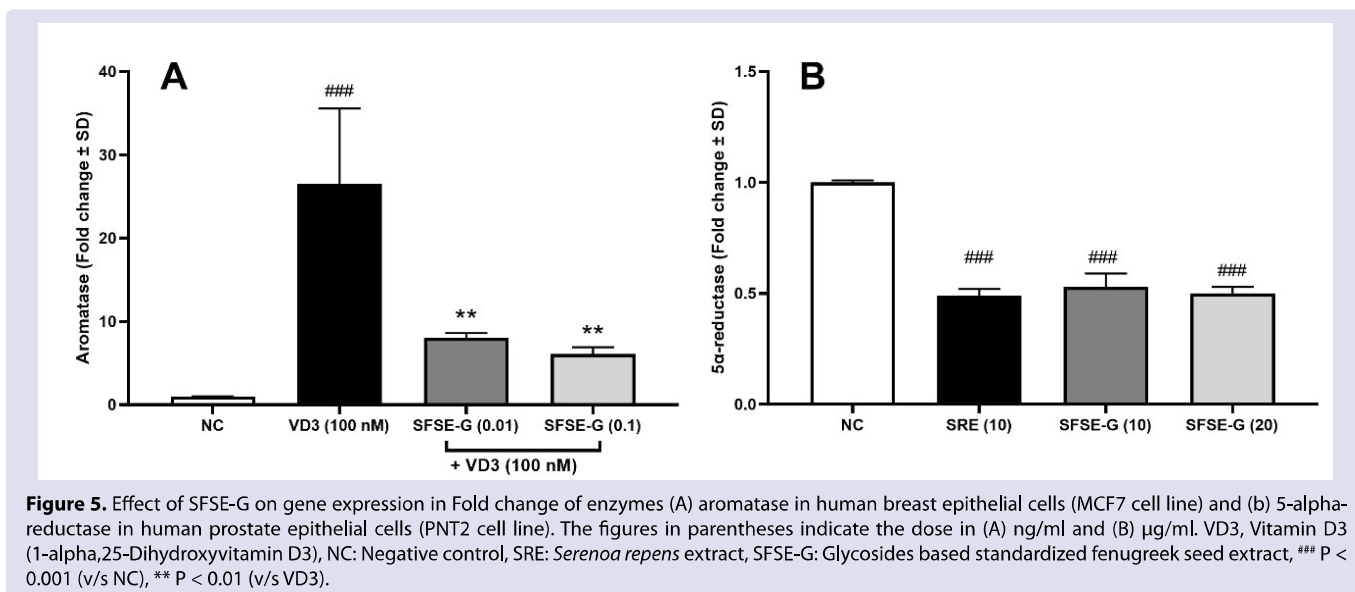 A
Aromatase (Fold change ± SD)
40
30
20
10
0
###
**
**
NC
VD3 (100 nM)
SFSE-G (0.01)
SFSE-G (0.1)
+ VD3 (100 nM)
B
5α-reductase (Fold change ± SD)
1.5
1.0
0.5
0.0
###
###
###
NC
SRE (10)
SFSE-G (10)
SFSE-G (20)
Figure 5. Effect of SFSE-G on gene expression in Fold change of enzymes (A) aromatase in human breast epithelial cells (MCF7 cell line) and (b) 5-alpha-
reductase in human prostate epithelial cells (PNT2 cell line). The figures in parentheses indicate the dose in (A) ng/ml and (B) µg/ml. VD3, Vitamin D3
(1-alpha,25-Dihydroxyvitamin D3), NC: Negative control, SRE: Serenoa repens extract, SFSE-G: Glycosides based standardized fenugreek seed extract, ### P <
0.001 (v/s NC), ** P < 0.01 (v/s VD3).